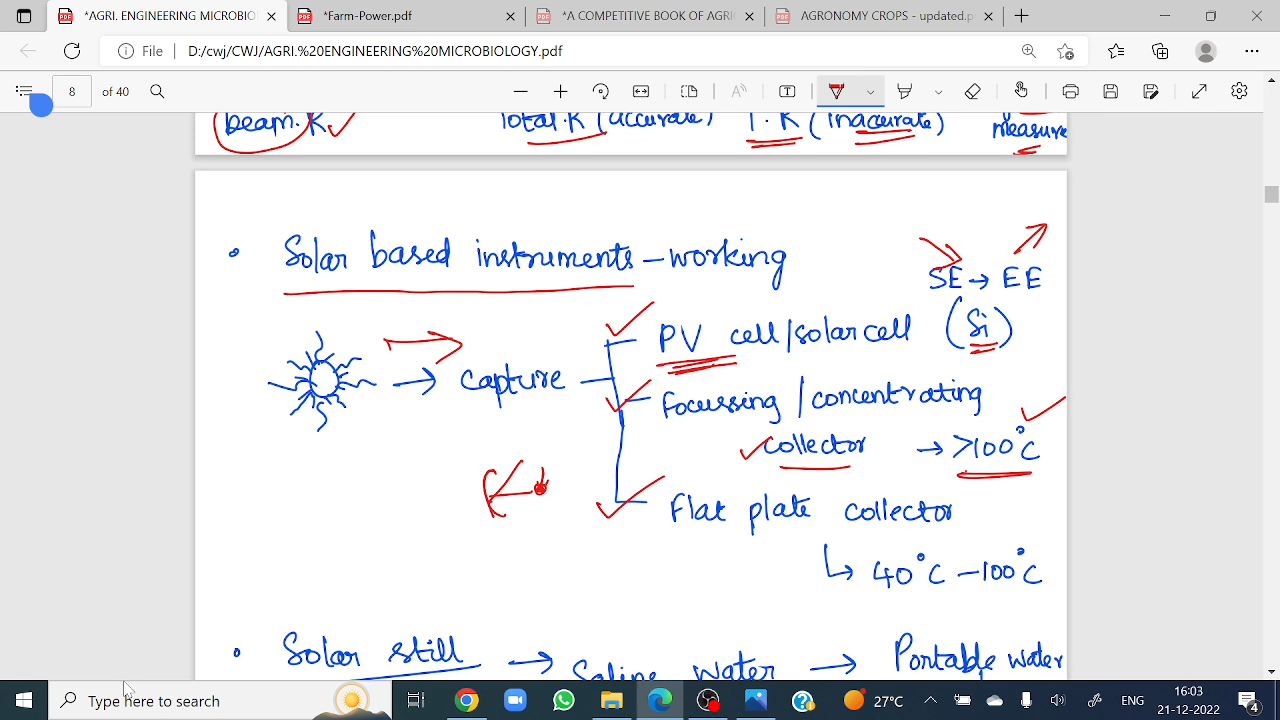 *AGRI. ENGINEERING MICROBIO
*Farm-Power.pdf
*A COMPETITIVE BOOK OF AGRI
AGRONOMY CROPS - updated.p
File
D:/cwj/CWJ/AGRI.%20ENGINEERING%20MICROBIOLOGY.pdf
8
of 40
beam.R
Total.R (accurate)
T.R (inaccurate)
measure
Solar based instruments – working
SE → EE
PV cell/solar cell (Si)
capture
Focussing / concentrating
collector → >100°C
Flat plate collector
40°C – 100°C
Solar still → Saline water → Portable water
Type here to search
27°C
ENG
16:03
21-12-2022
4